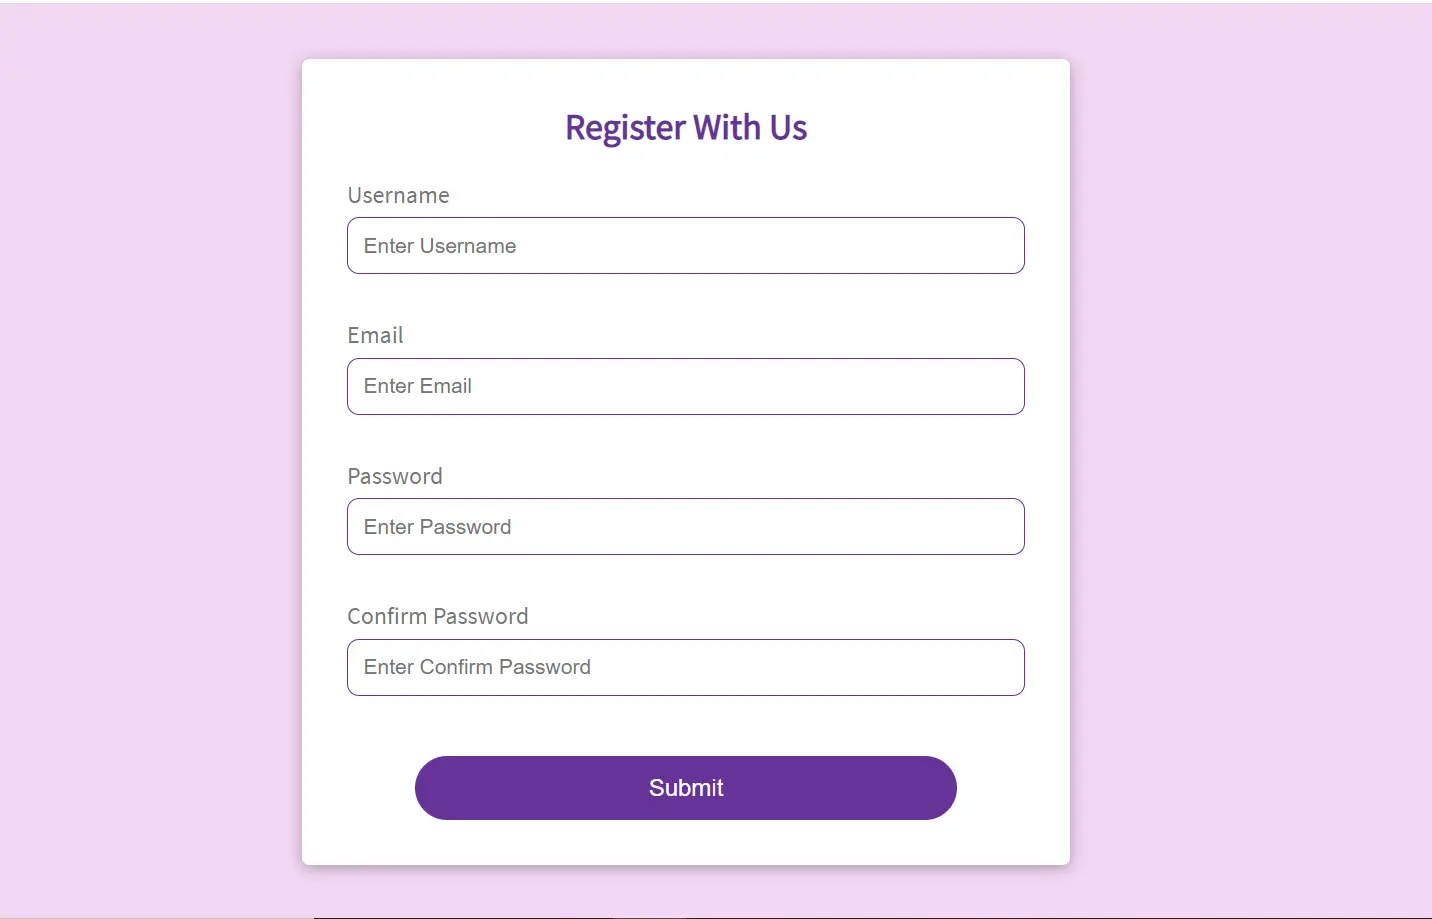 Register With Us
Username
Enter Username
Email
Enter Email
Password
Enter Password
Confirm Password
Enter Confirm Password
Submit